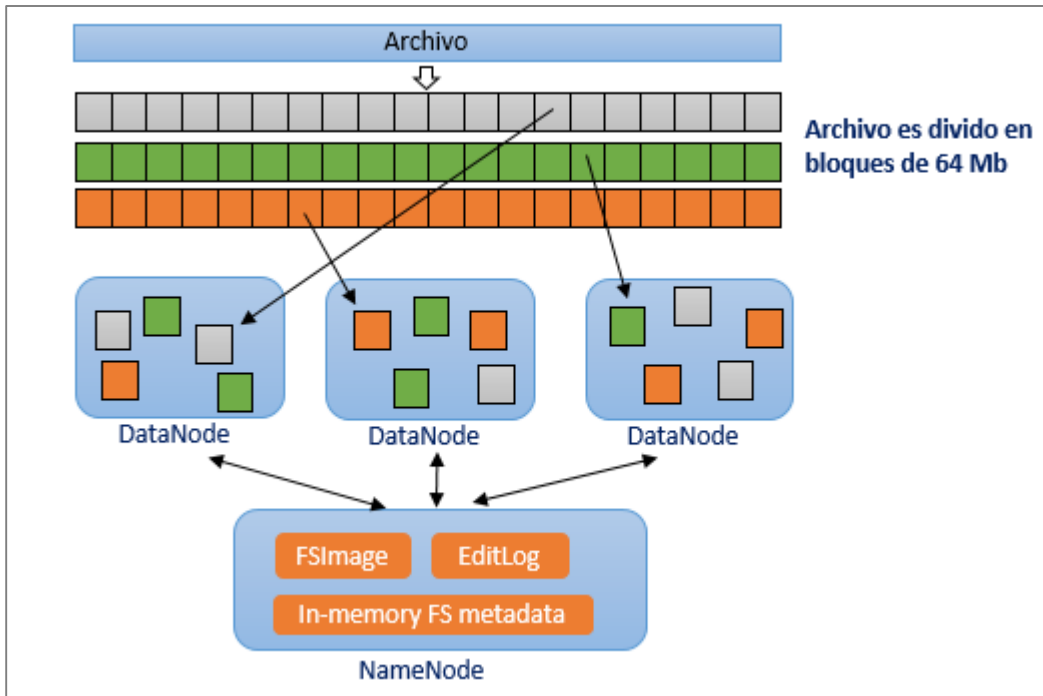 Archivo
Archivo es divido en
bloques de 64 Mb
DataNode
DataNode
DataNode
FSImage
EditLog
In-memory FS metadata
NameNode